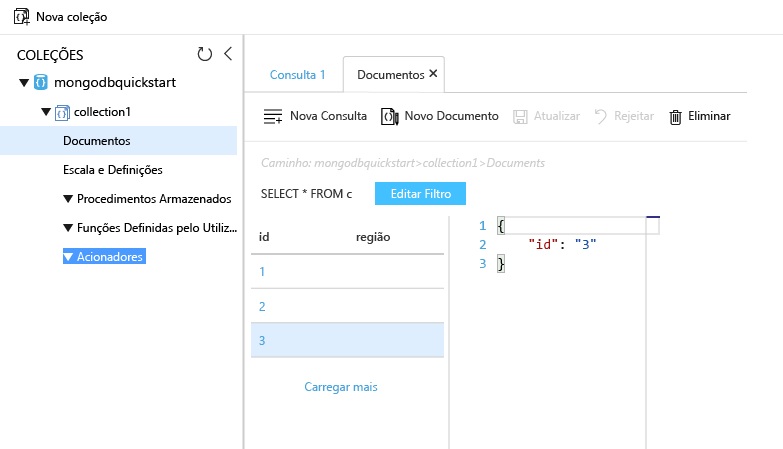 Nova coleção
COLEÇÕES
mongodbquickstart
collection1
Documentos
Escala e Definições
Procedimentos Armazenados
Funções Definidas pelo Utiliz...
Acionadores
Consulta 1
Documentos
Nova Consulta
Novo Documento
Atualizar
Rejeitar
Eliminar
Caminho: mongodbquickstart>collection1>Documents
SELECT * FROM c
Editar Filtro
id região
1
2
3
Carregar mais
1 {
2 "id": "3"
3 }